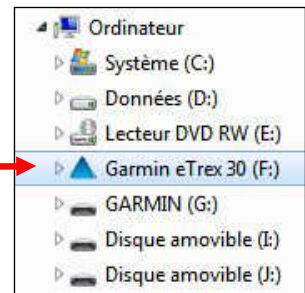 Ordinateur
Système (C:)
Données (D:)
Lecteur DVD RW (E:)
Garmin eTrex 30 (F:)
GARMIN (G:)
Disque amovible (I:)
Disque amovible (J:)